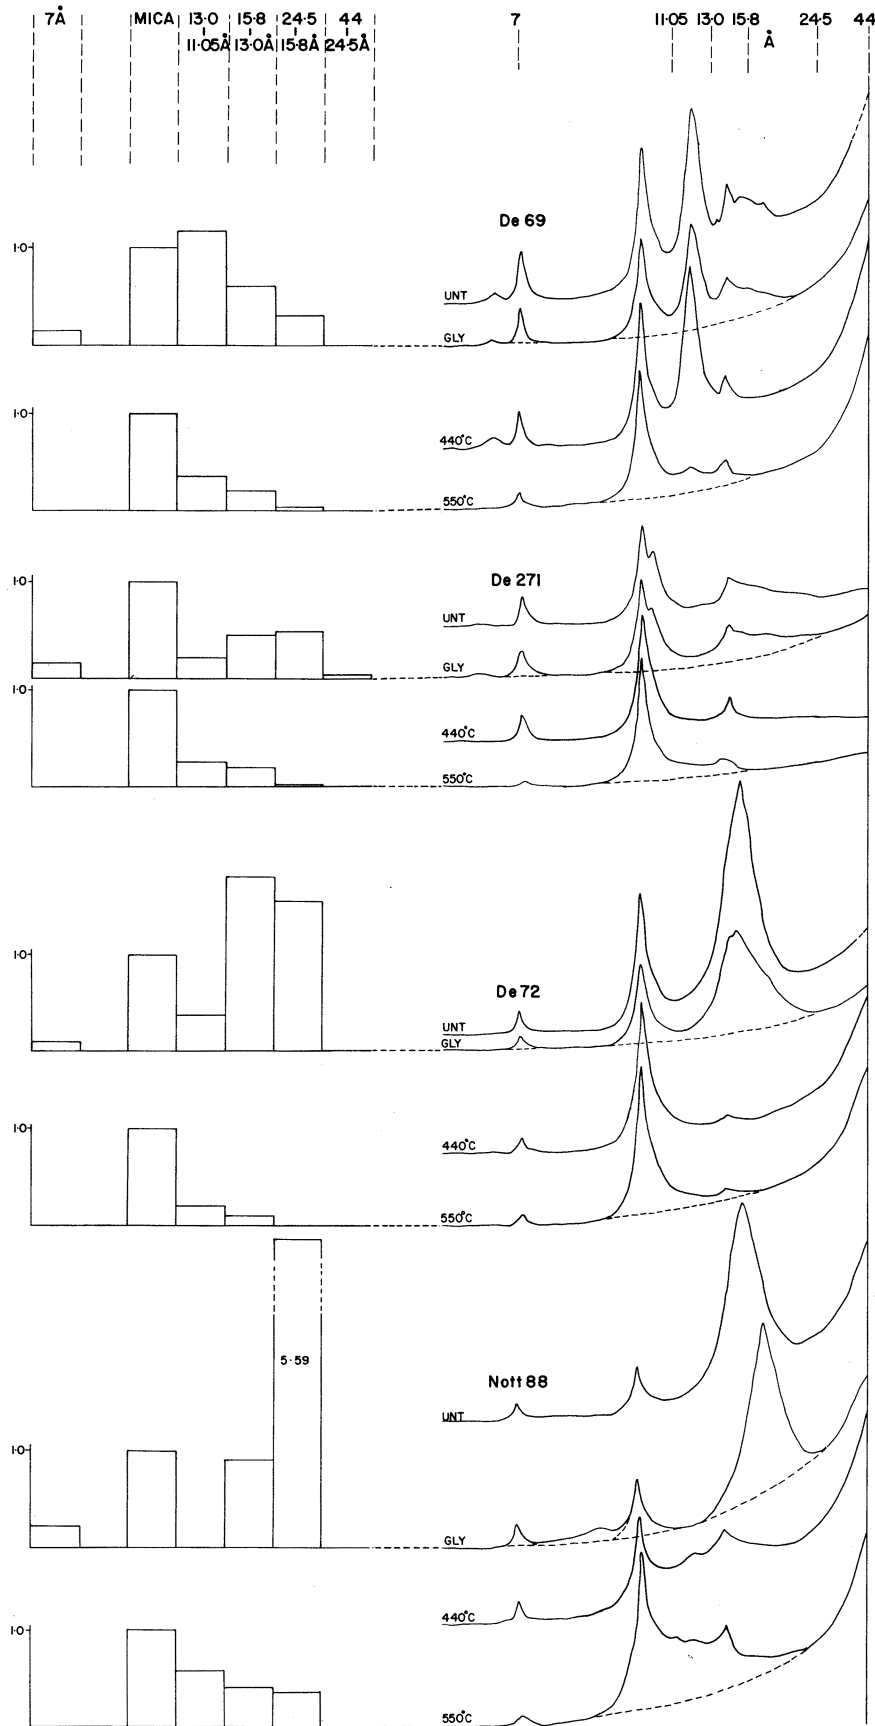 7Å MICA 13·0 15·8 24·5 44 7 11·05 13·0 15·8 24·5 44
11·05Å 13·0Å 15·8Å 24·5Å Å
De 69
1·0
UNT
GLY
1·0
440°C
550°C
De 271
1·0
UNT
GLY
1·0
440°C
550°C
De 72
1·0
UNT
GLY
1·0
440°C
550°C
5·59
Nott 88
UNT
1·0
GLY
440°C
1·0
550°C